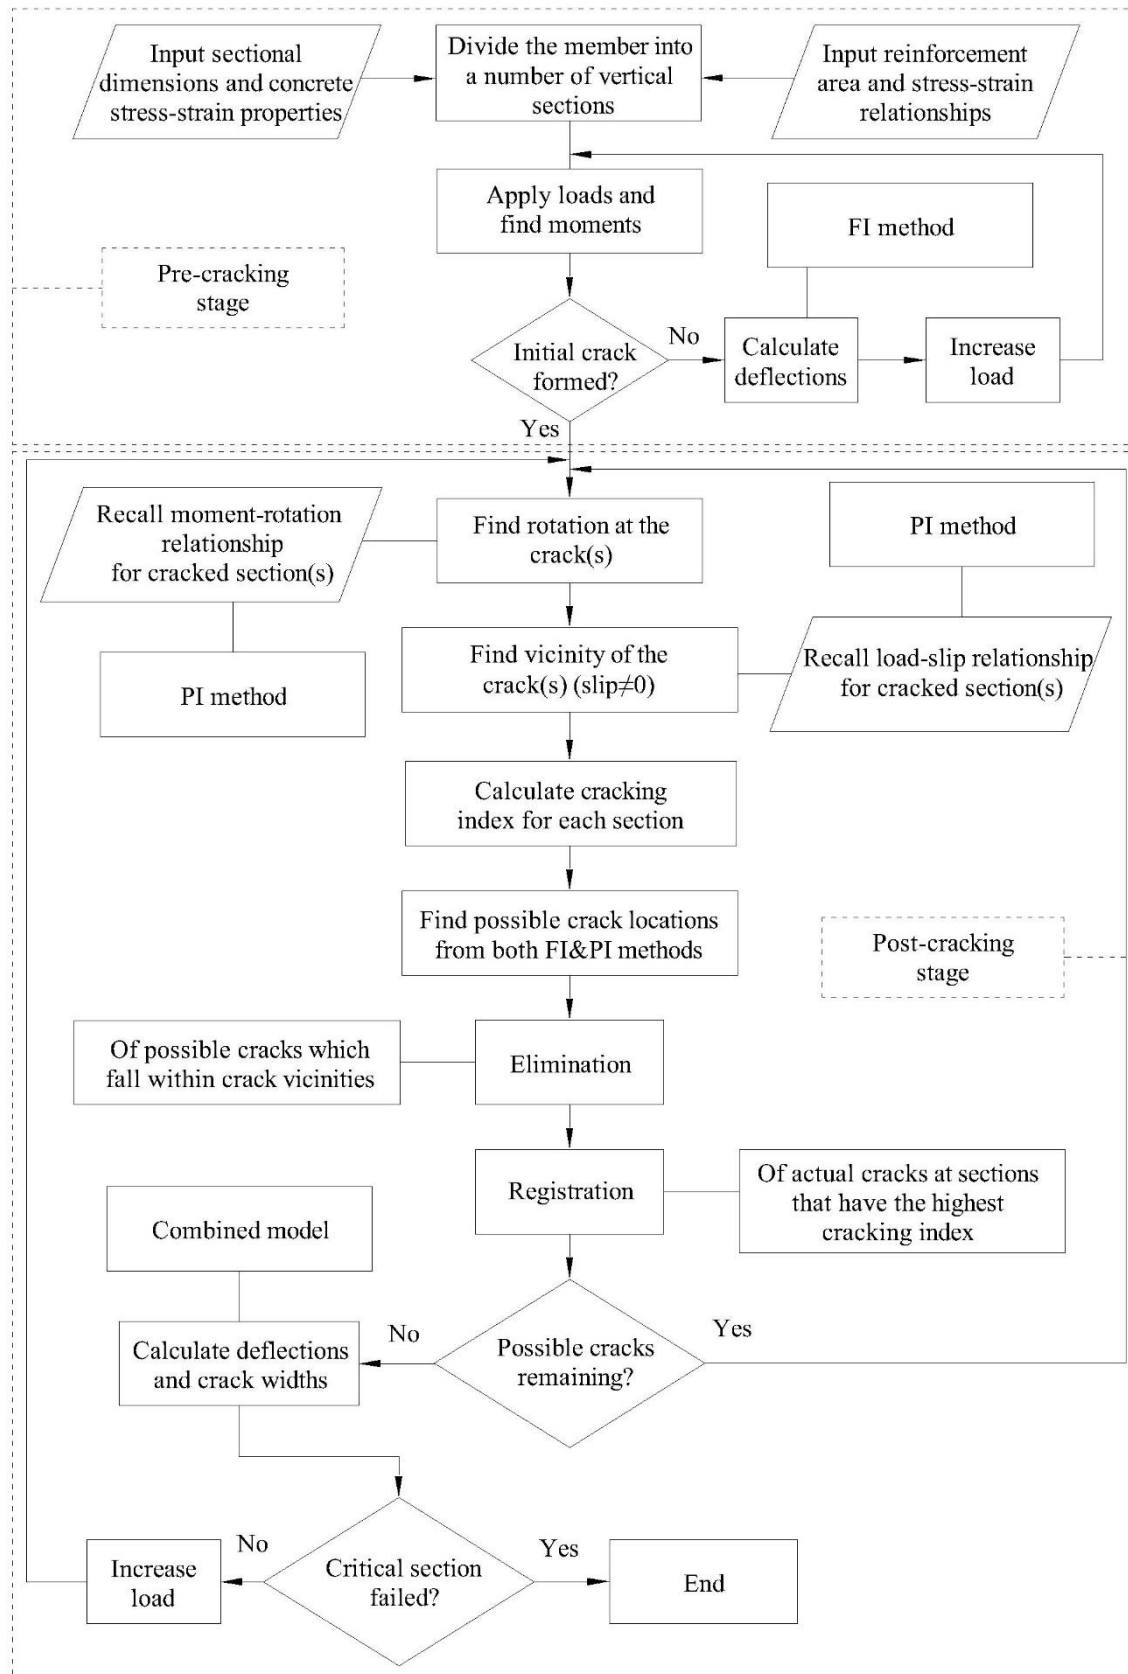 Input sectional
dimensions and concrete
stress-strain properties
Divide the member into
a number of vertical
sections
Input reinforcement
area and stress-strain
relationships
Apply loads and
find moments
FI method
Pre-cracking
stage
Initial crack
formed?
No
Calculate
deflections
Increase
load
Yes
Recall moment-rotation
relationship
for cracked section(s)
Find rotation at the
crack(s)
PI method
PI method
Find vicinity of the
crack(s) (slip≠0)
Recall load-slip relationship
for cracked section(s)
Calculate cracking
index for each section
Find possible crack locations
from both FI&PI methods
Post-cracking
stage
Of possible cracks which
fall within crack vicinities
Elimination
Registration
Of actual cracks at sections
that have the highest
cracking index
Combined model
Calculate deflections
and crack widths
No
Possible cracks
remaining?
Yes
Increase
load
No
Critical section
failed?
Yes
End